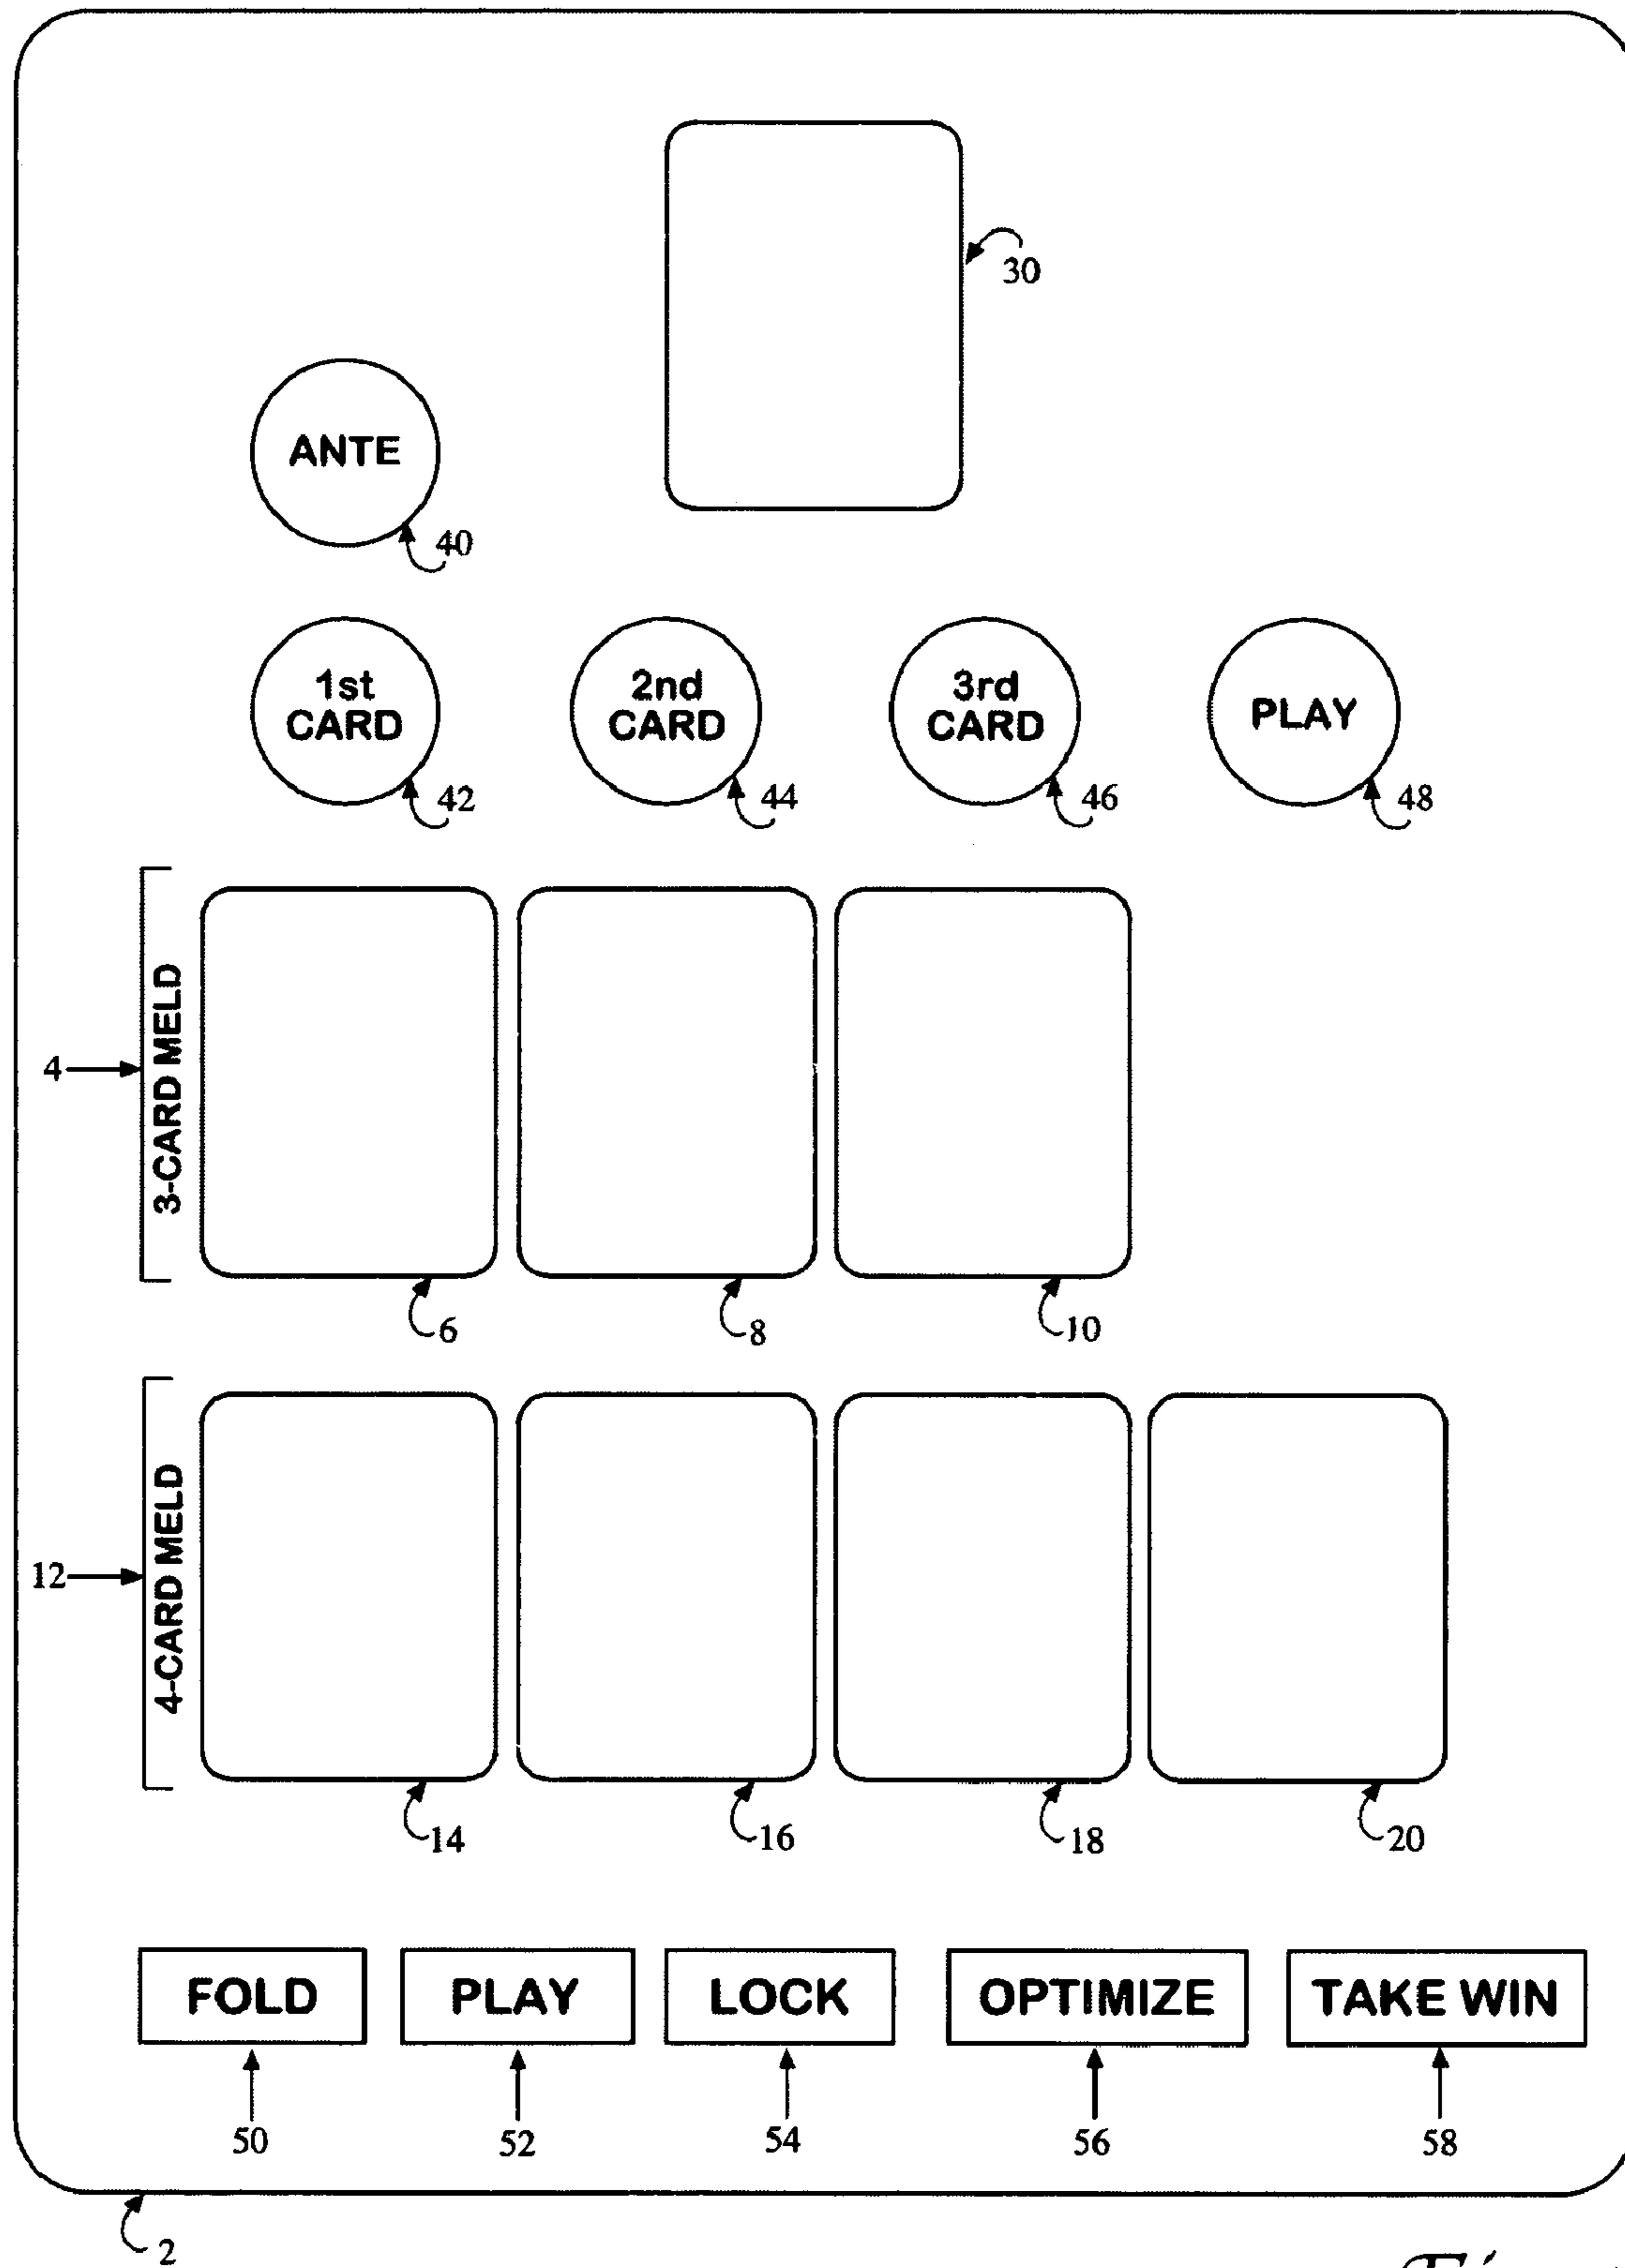 30
ANTE
40
1st
CARD
2nd
CARD
3rd
CARD
PLAY
42
44
46
48
3-CARD MELD
4
6
8
10
4-CARD MELD
12
14
16
18
20
FOLD
PLAY
LOCK
OPTIMIZE
TAKE WIN
50
52
54
56
58
2